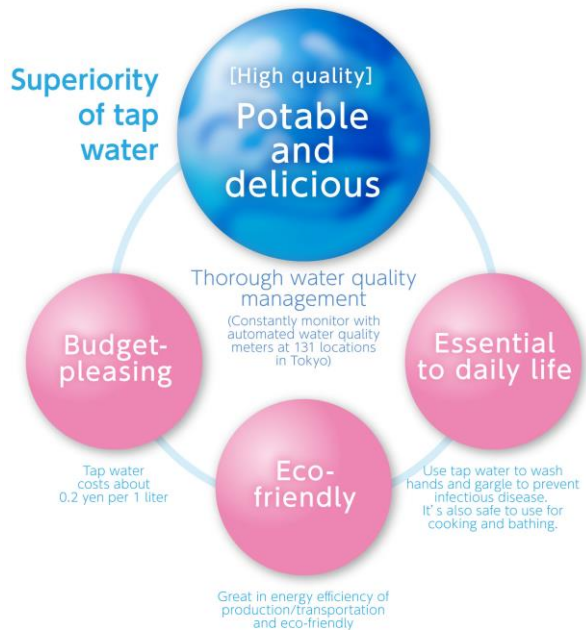 Superiority
of tap
water
[High quality]
Potable
and
delicious
Thorough water quality
management
(Constantly monitor with
automated water quality
meters at 131 locations
in Tokyo)
Budget-
pleasing
Tap water
costs about
0.2 yen per 1 liter
Eco-
friendly
Great in energy efficiency of
production/transportation
and eco-friendly
Essential
to daily life
Use tap water to wash
hands and gargle to prevent
infectious disease.
It's also safe to use for
cooking and bathing.